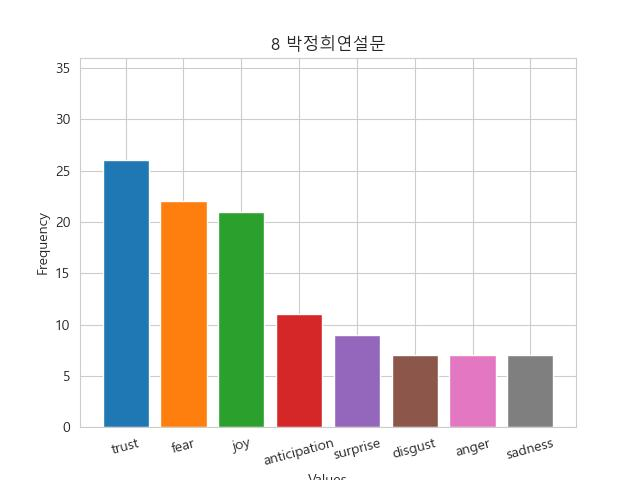 8 박정희연설문
35
30
25
20
15
10
5
0
Frequency
trust fear joy anticipation surprise disgust anger sadness
Values